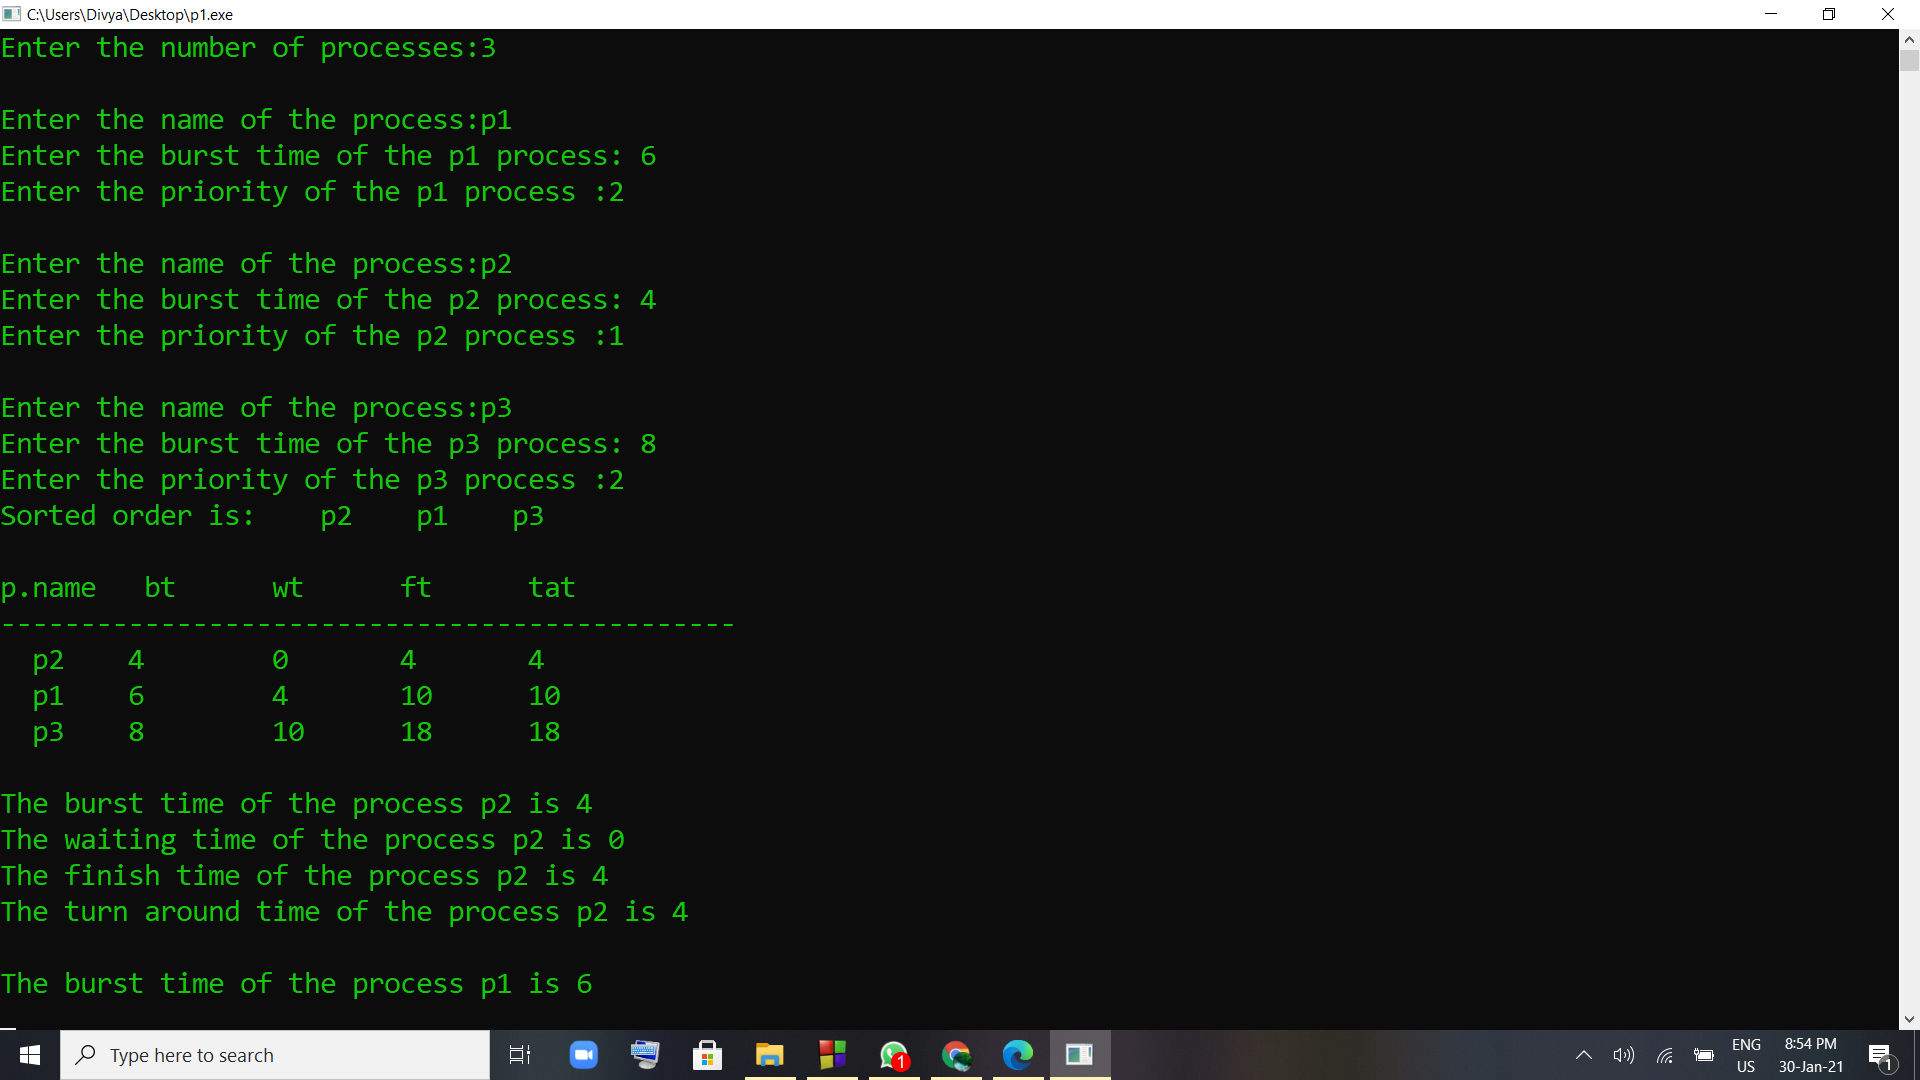 C:\Users\Divya\Desktop\p1.exe
Enter the number of processes:3
Enter the name of the process:p1
Enter the burst time of the p1 process: 6
Enter the priority of the p1 process :2
Enter the name of the process:p2
Enter the burst time of the p2 process: 4
Enter the priority of the p2 process :1
Enter the name of the process:p3
Enter the burst time of the p3 process: 8
Enter the priority of the p3 process :2
Sorted order is:    p2    p1    p3
p.name   bt      wt      ft      tat
----------------------------------------------
p2    4         0       4       4
p1    6         4       10      10
p3    8         10      18      18
The burst time of the process p2 is 4
The waiting time of the process p2 is 0
The finish time of the process p2 is 4
The turn around time of the process p2 is 4
The burst time of the process p1 is 6
Type here to search
1
ENG
US
8:54 PM
30-Jan-21
1